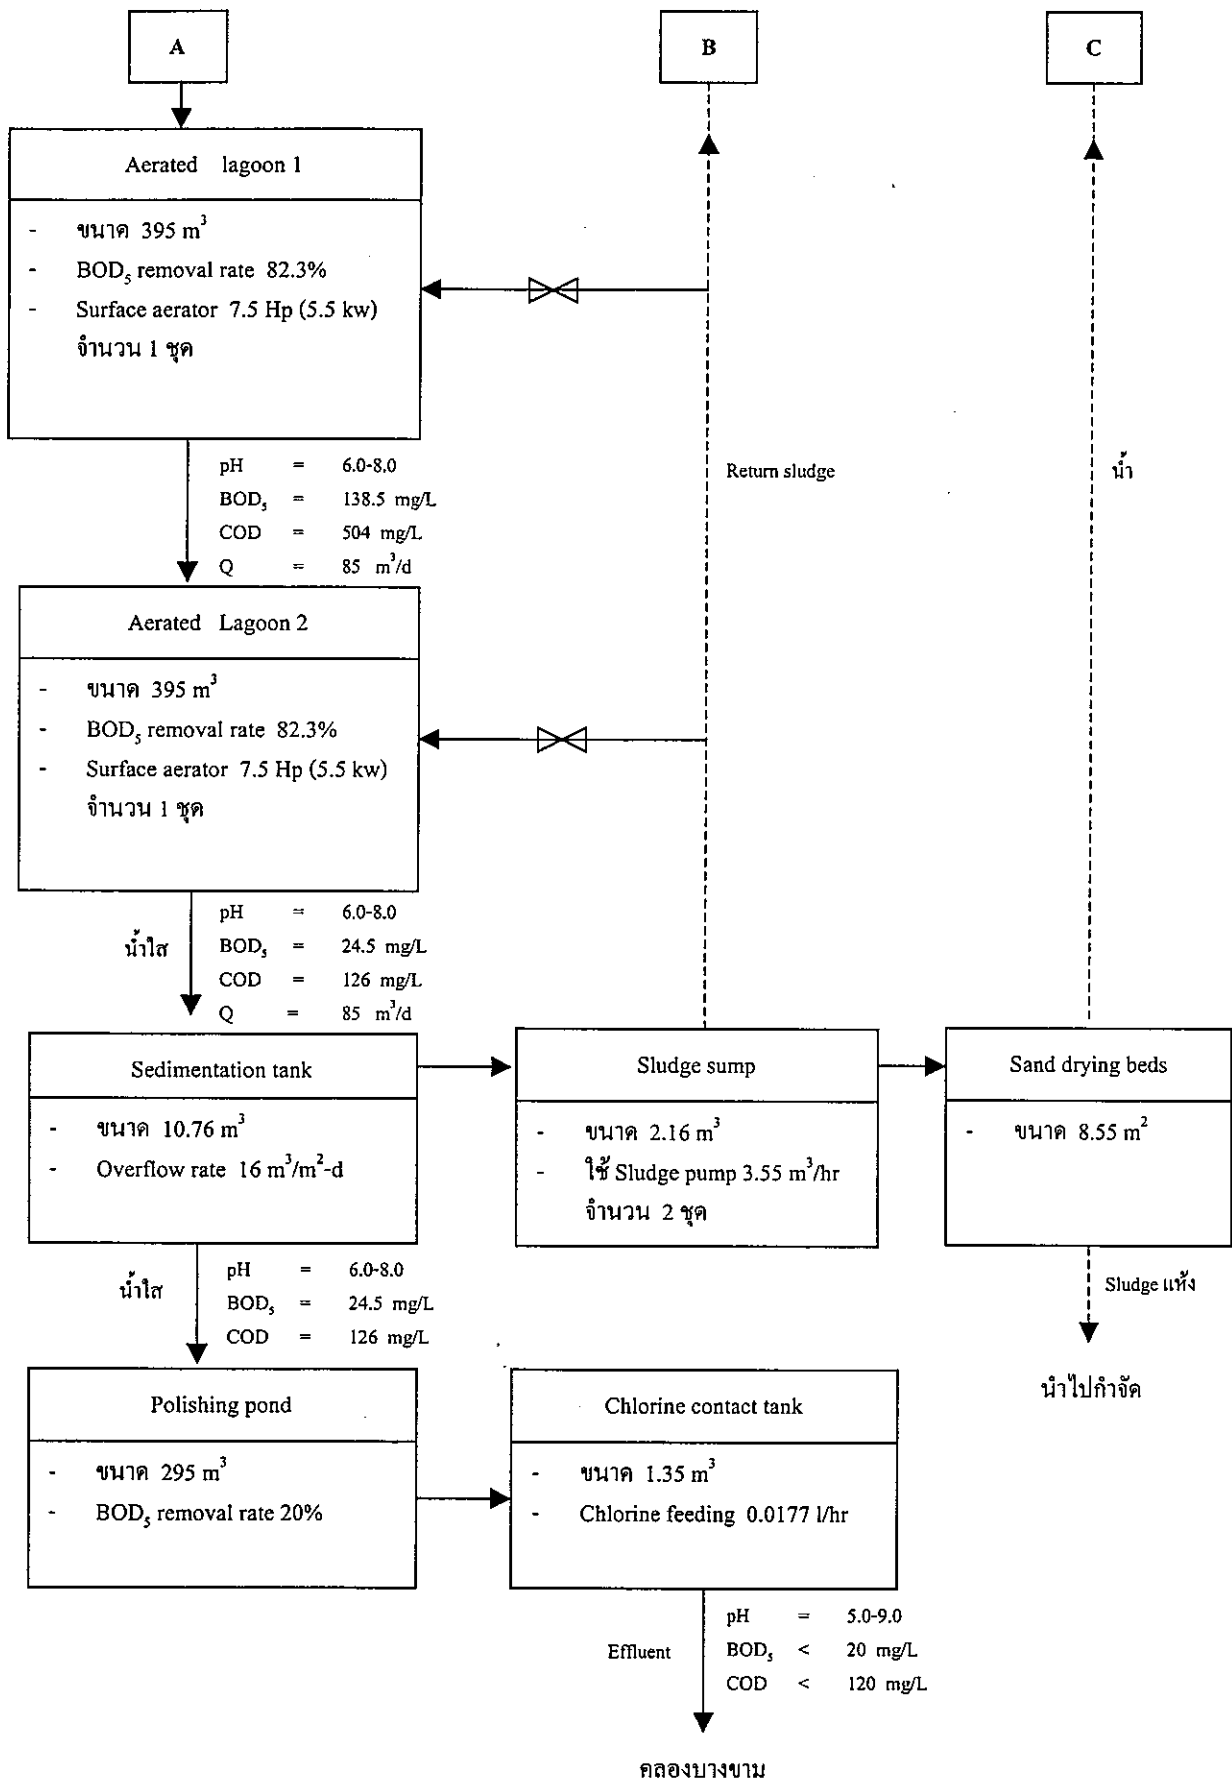 A
B
C
Aerated lagoon 1
- ขนาด 395 m³
- BOD₅ removal rate 82.3%
- Surface aerator 7.5 Hp (5.5 kw)
จำนวน 1 ชุด
pH = 6.0-8.0
BOD₅ = 138.5 mg/L
COD = 504 mg/L
Q = 85 m³/d
Return sludge
น้ำ
Aerated Lagoon 2
- ขนาด 395 m³
- BOD₅ removal rate 82.3%
- Surface aerator 7.5 Hp (5.5 kw)
จำนวน 1 ชุด
น้ำใส
pH = 6.0-8.0
BOD₅ = 24.5 mg/L
COD = 126 mg/L
Q = 85 m³/d
Sedimentation tank
- ขนาด 10.76 m³
- Overflow rate 16 m³/m²-d
Sludge sump
- ขนาด 2.16 m³
- ใช้ Sludge pump 3.55 m³/hr
จำนวน 2 ชุด
Sand drying beds
- ขนาด 8.55 m²
น้ำใส
pH = 6.0-8.0
BOD₅ = 24.5 mg/L
COD = 126 mg/L
Sludge แห้ง
นำไปกำจัด
Polishing pond
- ขนาด 295 m³
- BOD₅ removal rate 20%
Chlorine contact tank
- ขนาด 1.35 m³
- Chlorine feeding 0.0177 l/hr
Effluent
pH = 5.0-9.0
BOD₅ < 20 mg/L
COD < 120 mg/L
คลองบางขาม